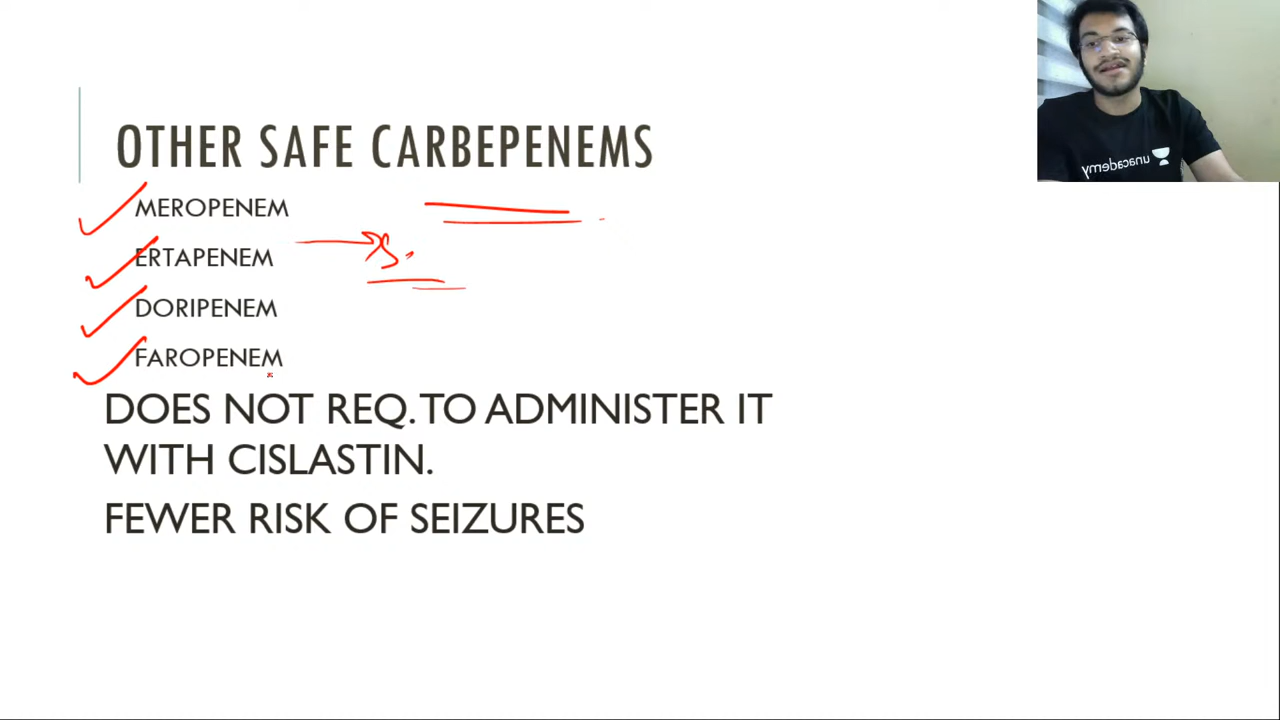 OTHER SAFE CARBEPENEMS
MEROPENEM
ERTAPENEM
DORIPENEM
FAROPENEM
DOES NOT REQ. TO ADMINISTER IT
WITH CISLASTIN.
FEWER RISK OF SEIZURES
unacademy